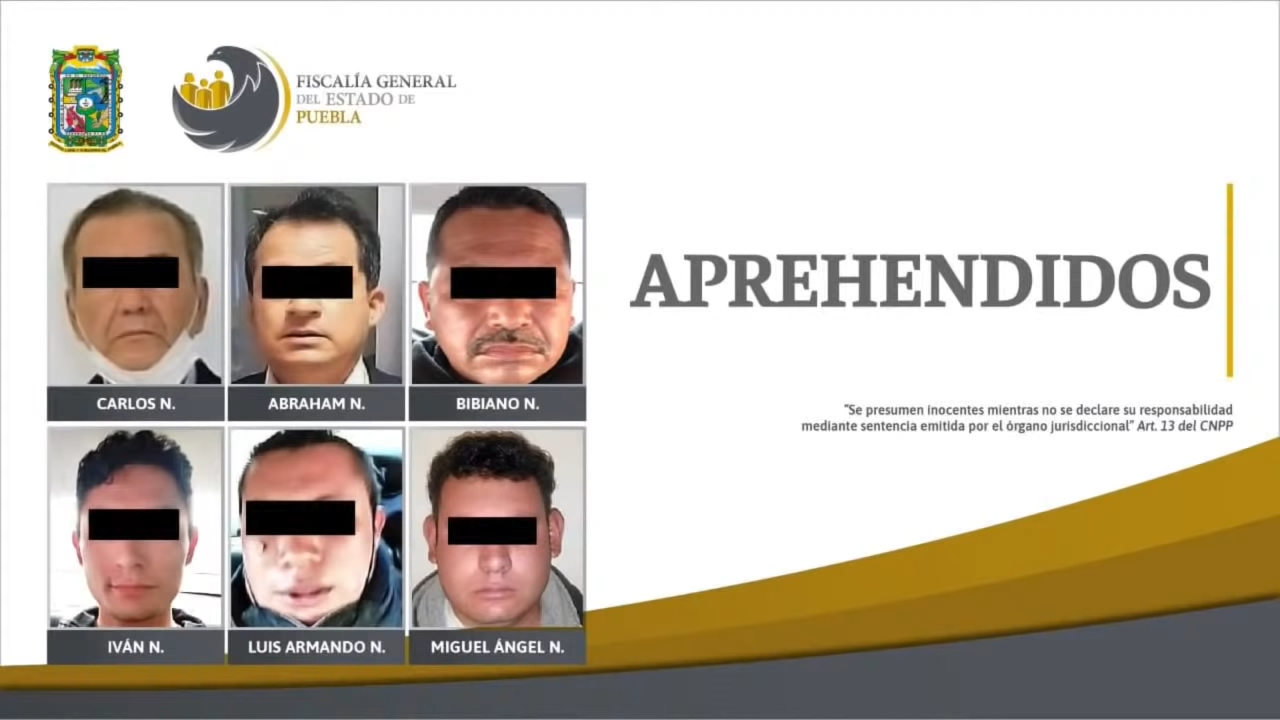 FISCALÍA GENERAL
DEL ESTADO DE
PUEBLA
APREHENDIDOS
"Se presumen inocentes mientras no se declare su responsabilidad
mediante sentencia emitida por el órgano jurisdiccional" Art. 13 del CNPP
CARLOS N.
ABRAHAM N.
BIBIANO N.
IVÁN N.
LUIS ARMANDO N.
MIGUEL ÁNGEL N.